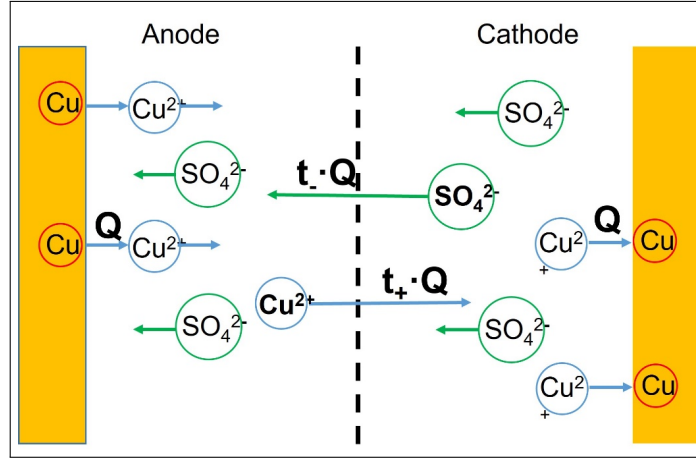 Anode
Cathode
Cu
Cu²⁺
SO₄²⁻
SO₄²⁻
t₋·Q
SO₄²⁻
Q
Cu
Cu²⁺
Cu²
+
Q
Cu
Cu²⁺
t₊·Q
SO₄²⁻
SO₄²⁻
Cu²
+
Cu